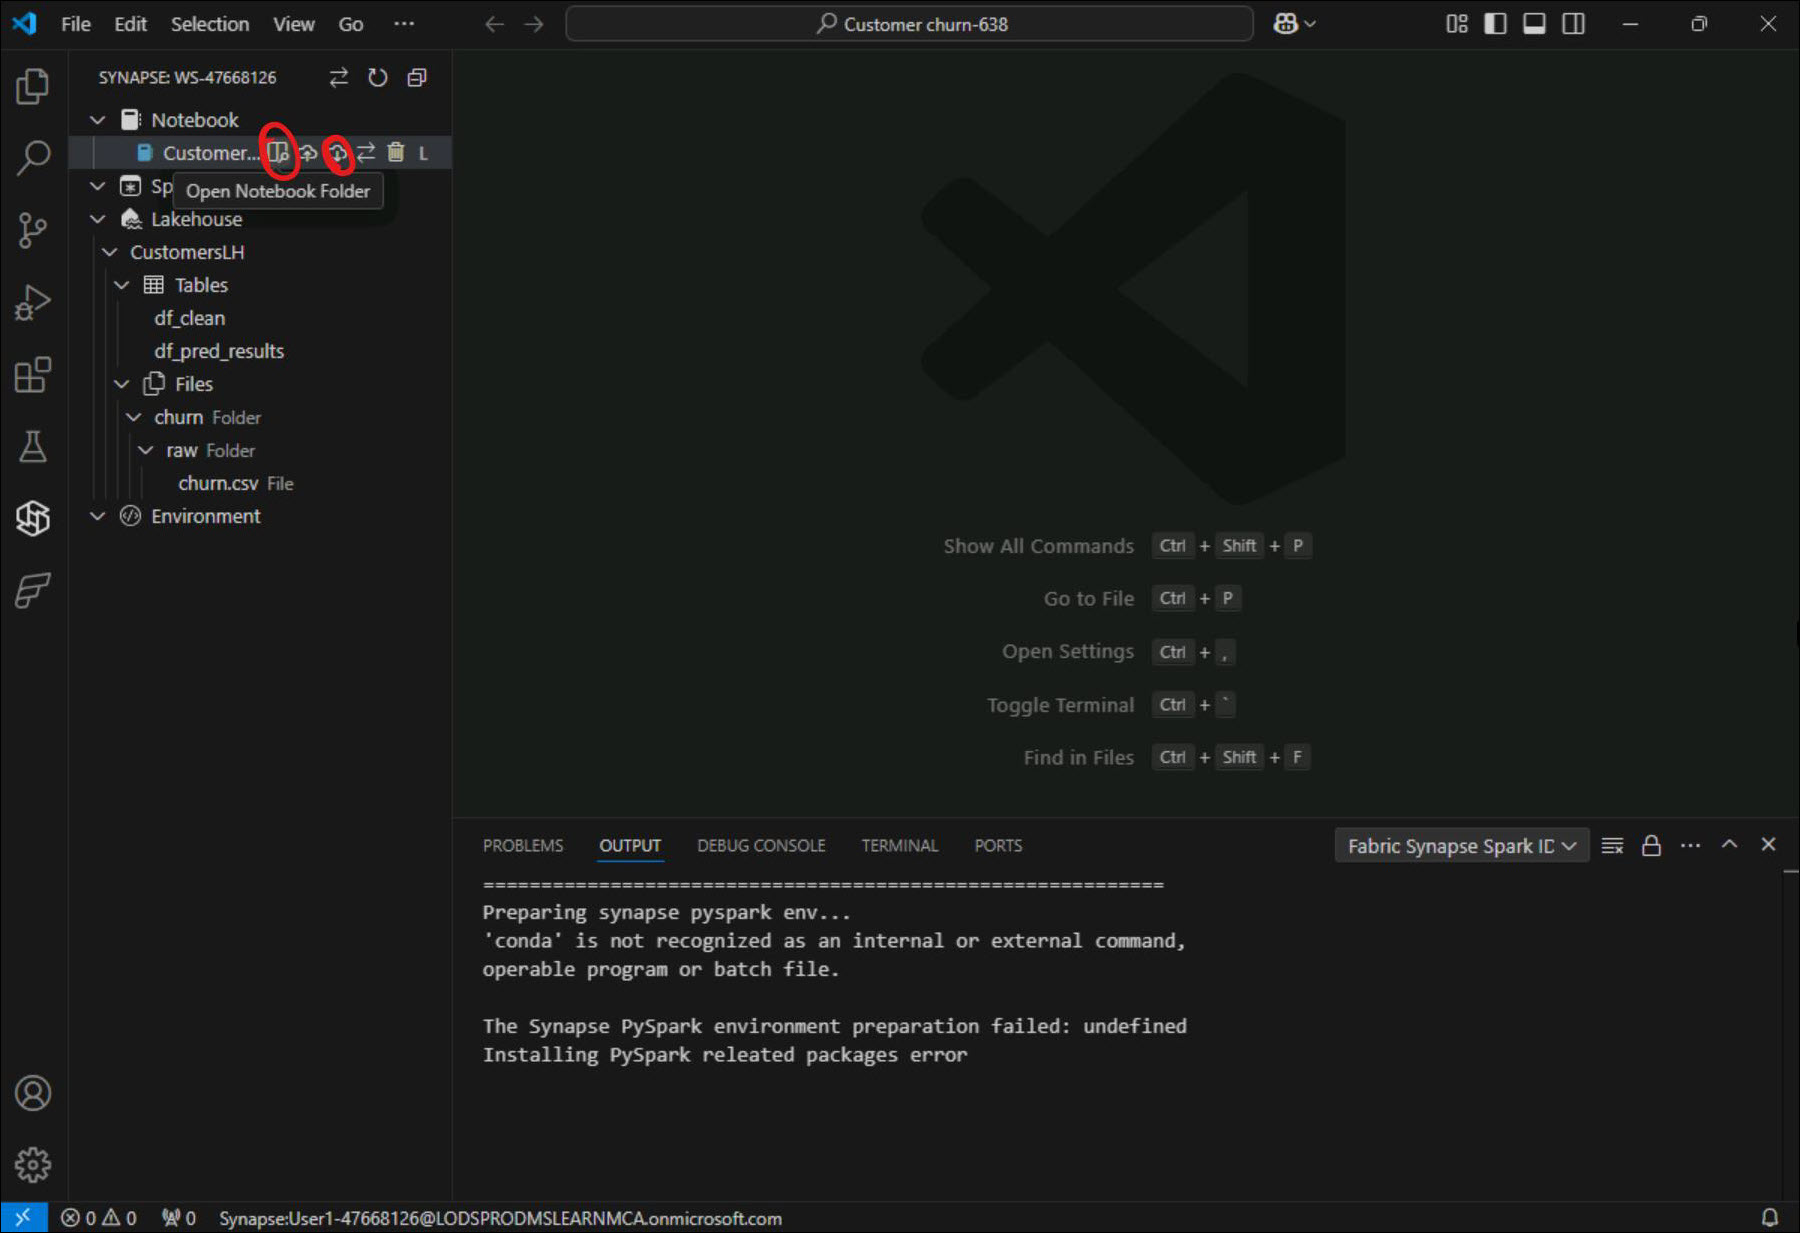 File Edit Selection View Go ···
Customer churn-638
SYNAPSE: WS-47668126
Notebook
Customer... L
Sp
Open Notebook Folder
Lakehouse
CustomersLH
Tables
df_clean
df_pred_results
Files
churn Folder
raw Folder
churn.csv File
Environment
Show All Commands Ctrl + Shift + P
Go to File Ctrl + P
Open Settings Ctrl + ,
Toggle Terminal Ctrl + `
Find in Files Ctrl + Shift + F
PROBLEMS OUTPUT DEBUG CONSOLE TERMINAL PORTS
Fabric Synapse Spark ID
===========================================================
Preparing synapse pyspark env...
'conda' is not recognized as an internal or external command,
operable program or batch file.
The Synapse PySpark environment preparation failed: undefined
Installing PySpark releated packages error
0 0 0 Synapse:User1-47668126@LODSPRODMSLEARNMCA.onmicrosoft.com